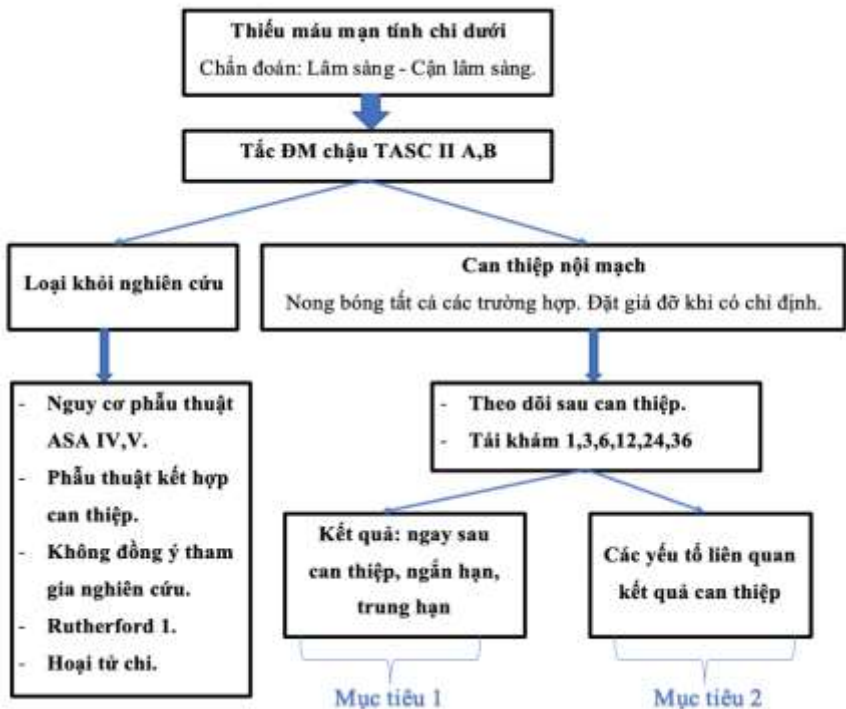 Thiếu máu mạn tính chi dưới
Chẩn đoán: Lâm sàng - Cận lâm sàng.
Tắc ĐM chậu TASC II A,B
Loại khỏi nghiên cứu
Can thiệp nội mạch
Nong bóng tất cả các trường hợp. Đặt giá đỡ khi có chỉ định.
- Nguy cơ phẫu thuật
ASA IV,V.
- Phẫu thuật kết hợp
can thiệp.
- Không đồng ý tham
gia nghiên cứu.
- Rutherford 1.
- Hoại tử chi.
- Theo dõi sau can thiệp.
- Tái khám 1,3,6,12,24,36
Kết quả: ngay sau
can thiệp, ngắn hạn,
trung hạn
Các yếu tố liên quan
kết quả can thiệp
Mục tiêu 1
Mục tiêu 2